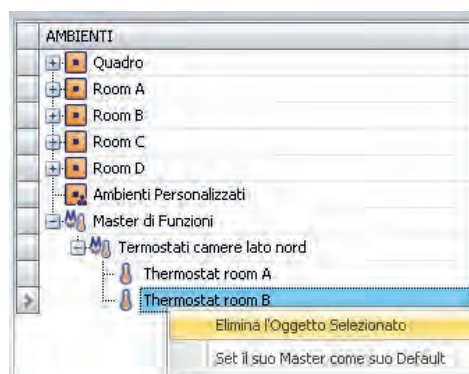 AMBIENTI
Quadro
Room A
Room B
Room C
Room D
Ambienti Personalizzati
Master di Funzioni
Termostati camere lato nord
Thermostat room A
Thermostat room B
Elimina l'Oggetto Selezionato
Set il suo Master come suo Default